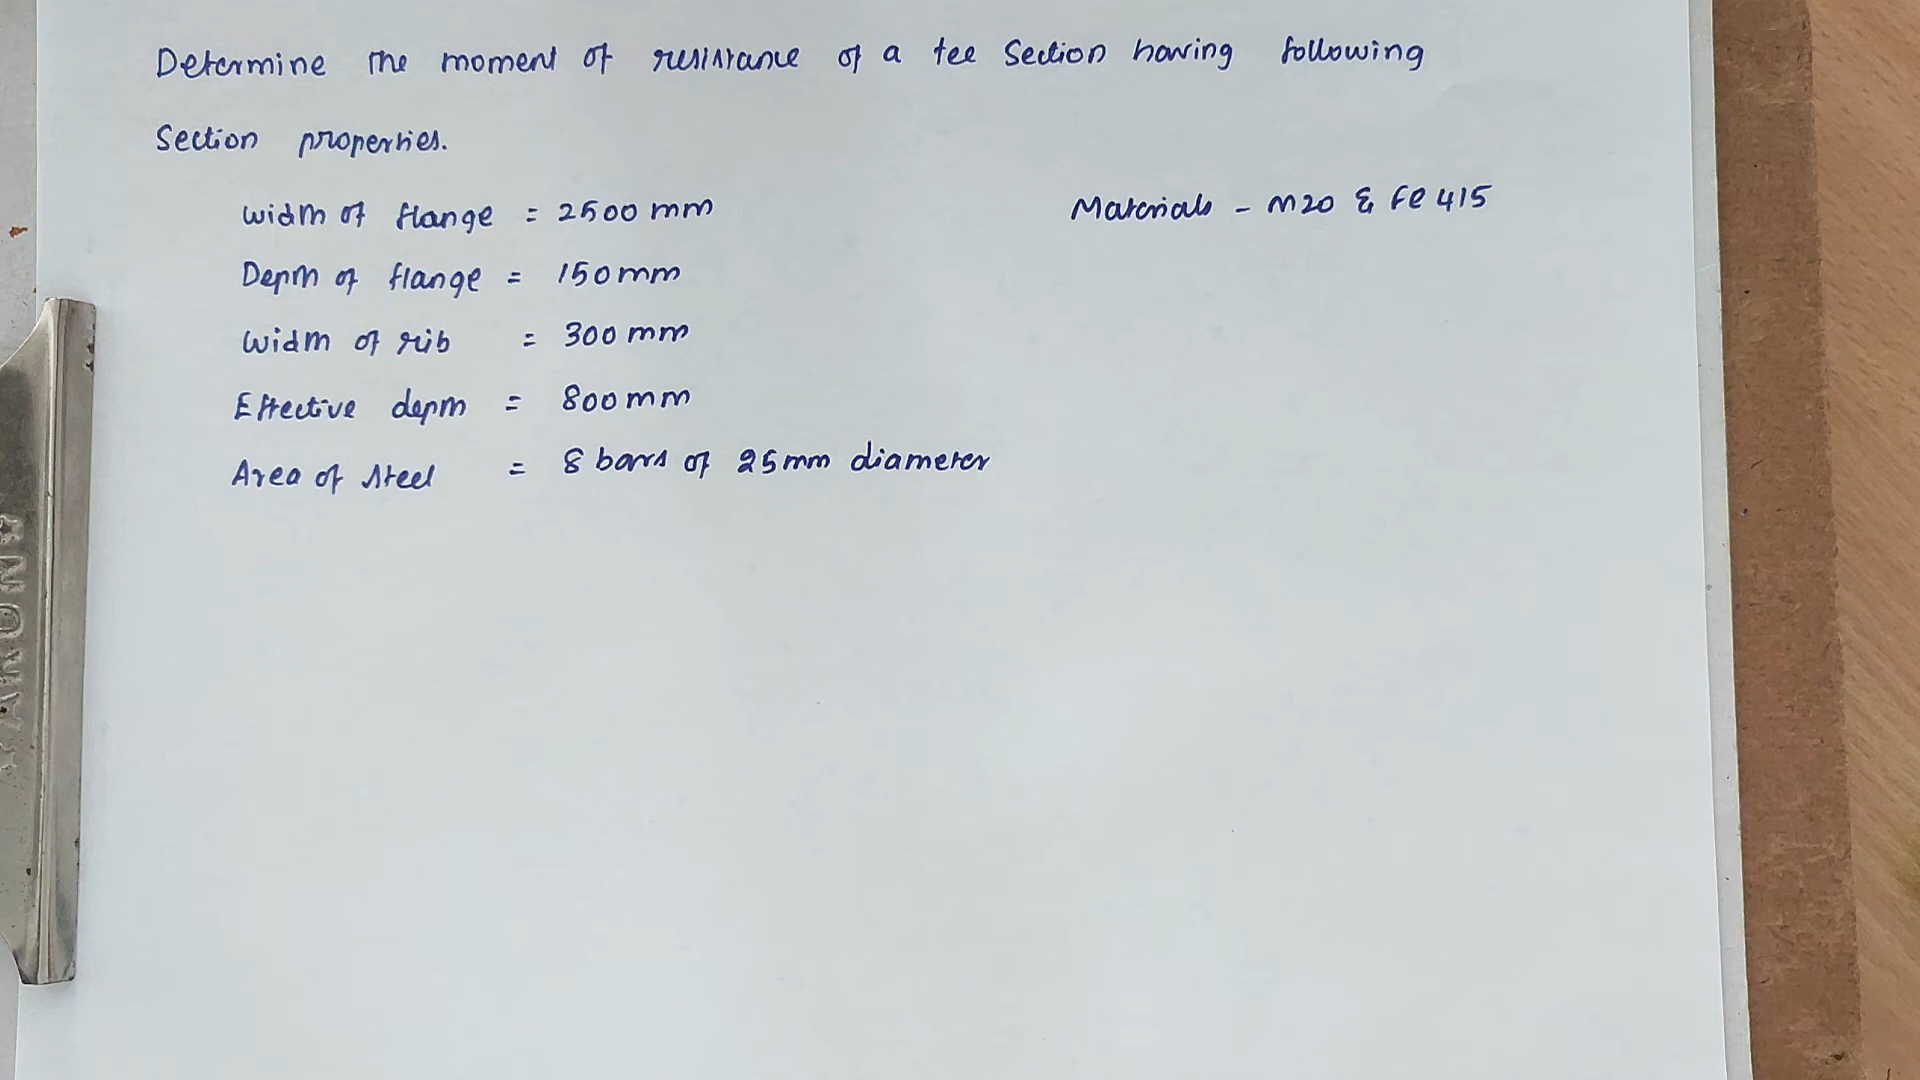 Determine the moment of resistance of a tee Section having following
Section properties.
Width of flange = 2500 mm
Materials - M20 & Fe 415
Depth of flange = 150mm
Width of rib = 300 mm
Effective depth = 800mm
Area of steel = 8 bars of 25mm diameter